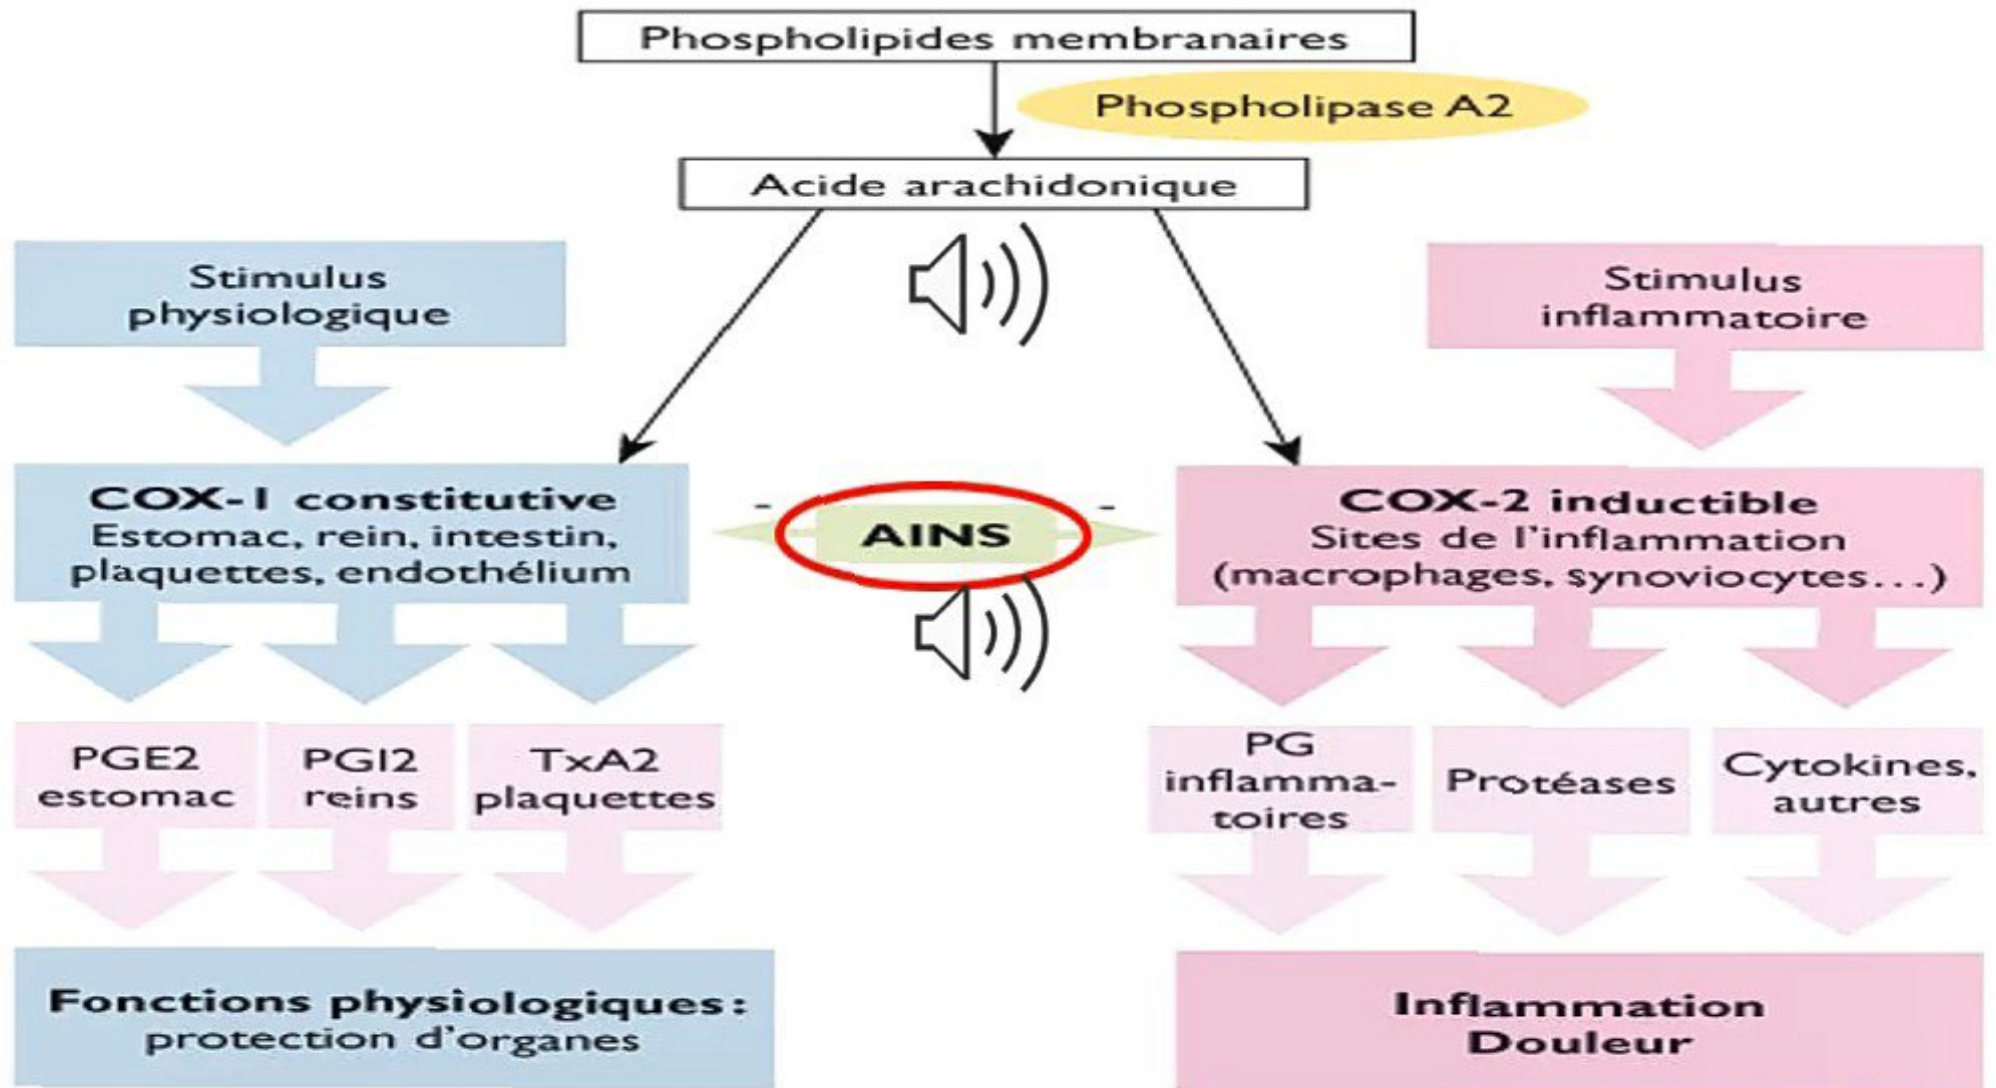 Phospholipides membranaires
Phospholipase A2
Acide arachidonique
Stimulus
physiologique
Stimulus
inflammatoire
COX-1 constitutive
Estomac, rein, intestin,
plaquettes, endothélium
- AINS -
COX-2 inductible
Sites de l'inflammation
(macrophages, synoviocytes...)
PGE2
estomac
PGI2
reins
TxA2
plaquettes
PG
inflamma-
toires
Protéases
Cytokines,
autres
Fonctions physiologiques :
protection d'organes
Inflammation
Douleur